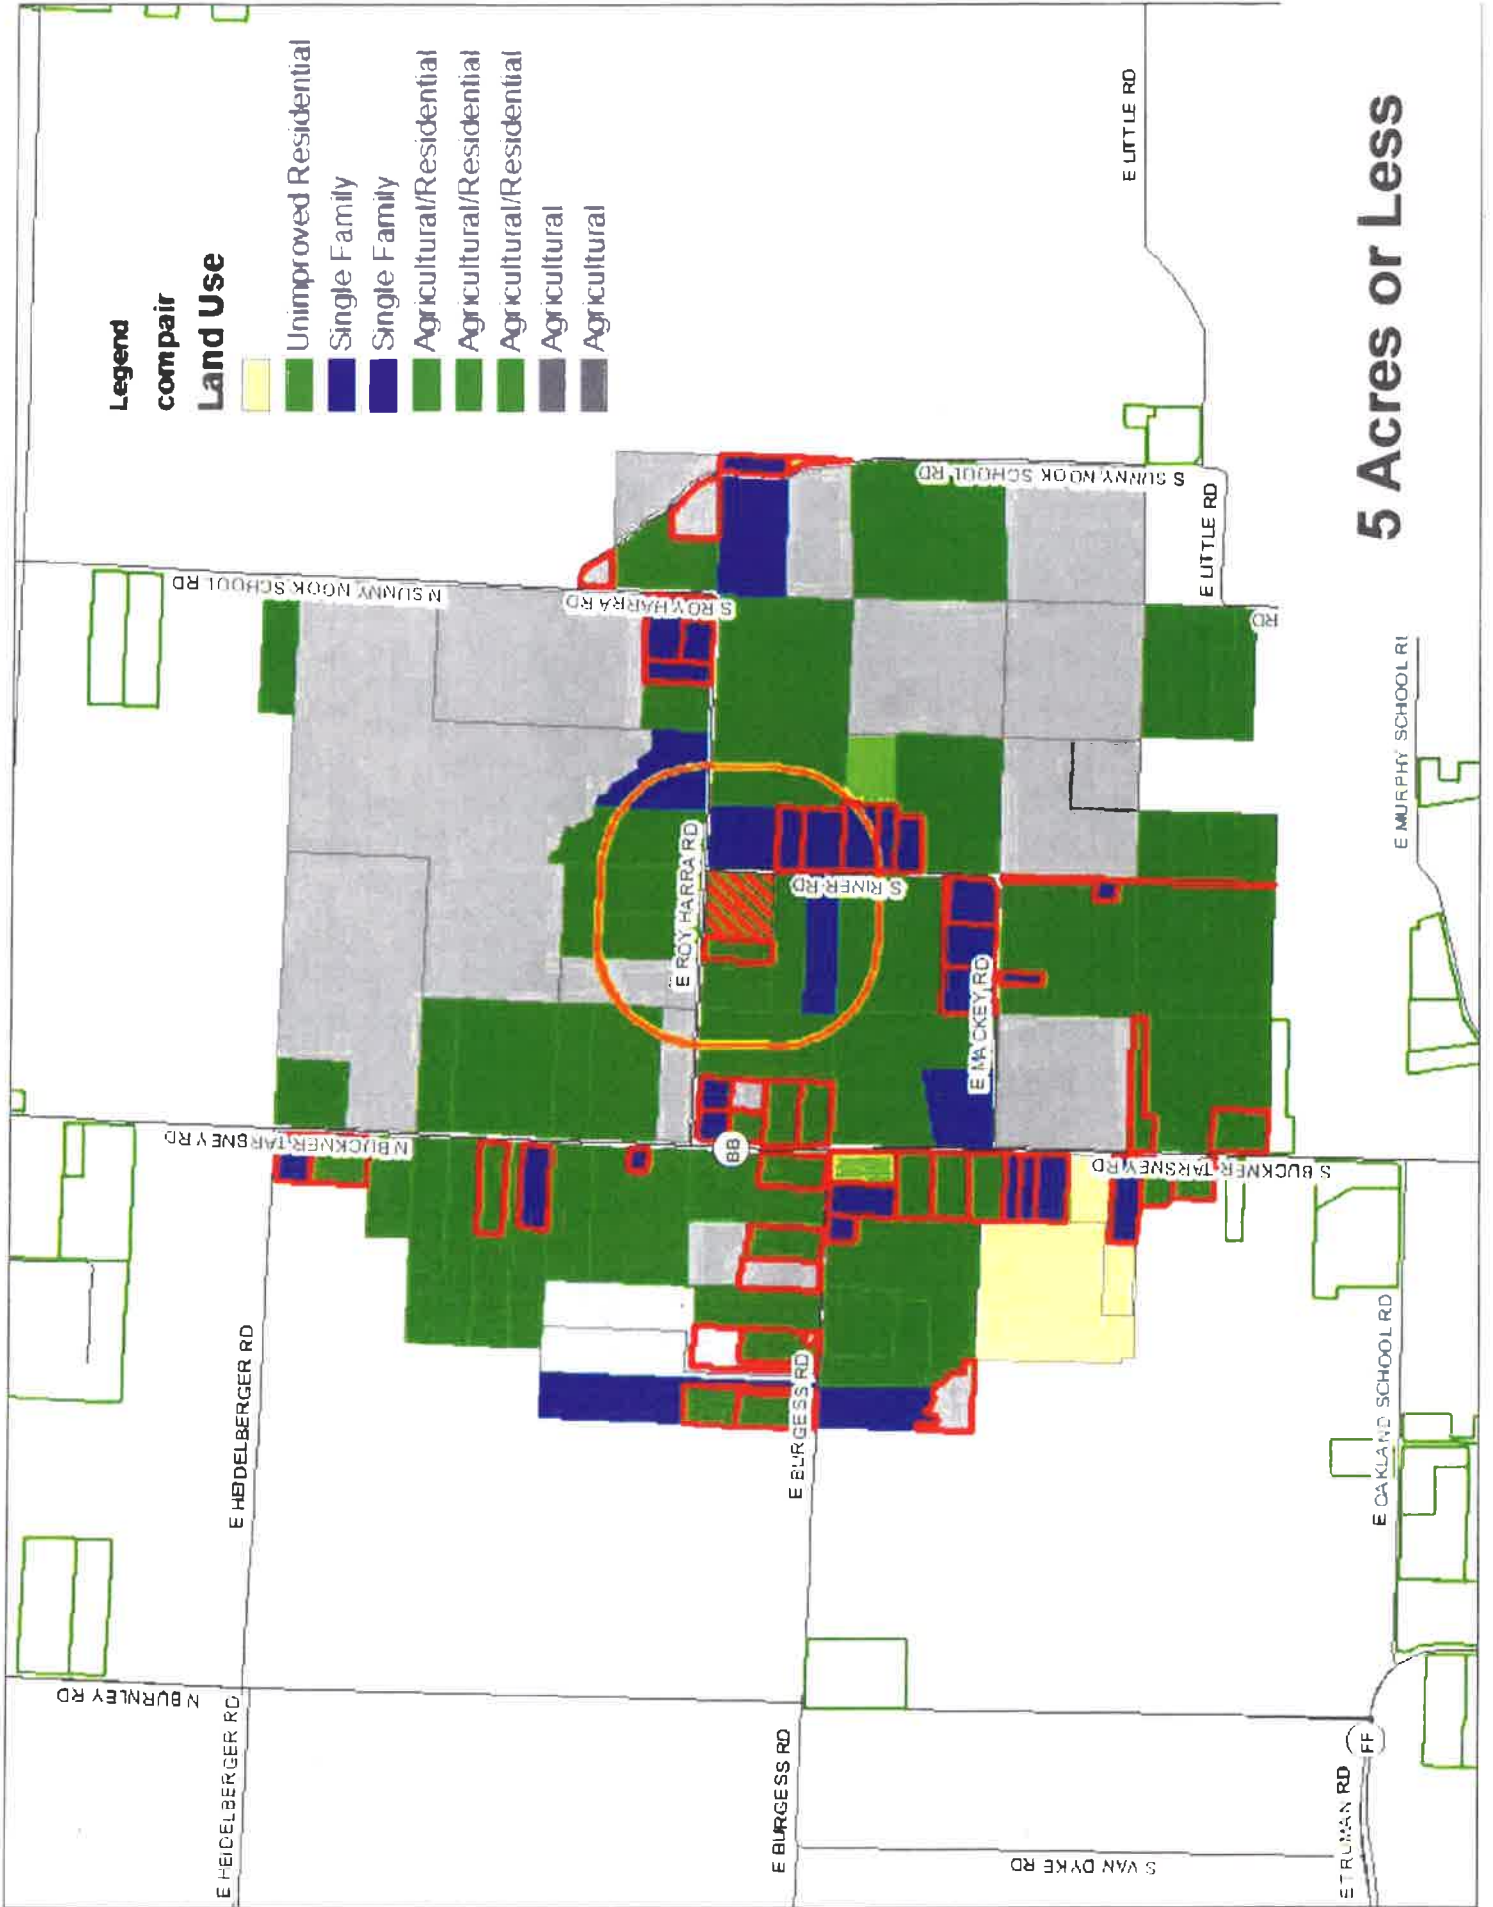 Legend
compair
Land Use
Unimproved Residential
Single Family
Single Family
Agricultural/Residential
Agricultural/Residential
Agricultural/Residential
Agricultural
Agricultural
5 Acres or Less
N BURNLEY RD
E HEIDELBERGER RD
E HEIDELBERGER RD
N BUCKNER TARSNEY RD
N SUNNY NOOK SCHOOL RD
S ROY HARRA RD
E ROY HARRA RD
S RINER RD
BB
E BURGESS RD
E BURGESS RD
E MACKEY RD
S SUNNY NOOK SCHOOL RD
S BUCKNER TARSNEY RD
E LITTLE RD
E LITTLE RD
RD
S VAN DYKE RD
E TRUMAN RD
FF
E OAKLAND SCHOOL RD
E MURPHY SCHOOL RI